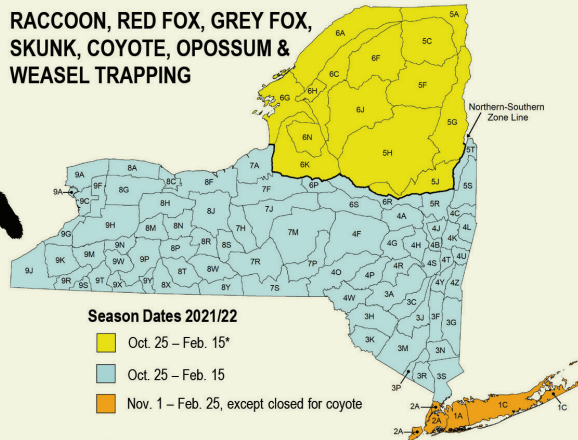 RACCOON, RED FOX, GREY FOX,
SKUNK, COYOTE, OPOSSUM &
WEASEL TRAPPING
5A
6A
5C
6F
6C
5F
6H
6G
6J
Northern-Southern
Zone Line
5G
6N
5H
5T
6K
5J
7A
8A
9A
9F
8C
8F
6P
5S
9A
8G
7F
6S
6R
5R
9C
8H
8J
7J
4A
4C
4J
9G
9H
8M
8N
7M
4F
4G
4H
4B
4K
4L
9N
8R
8S
9K
9M
9W
9P
8P
7R
7P
4R
4S
4T
4U
9J
8X
8T
8W
4O
4P
9R
9S
9T
9X
9Y
8Y
7S
4Y
4Z
4W
3A
3C
Season Dates 2021/22
3H
3J
3F
3G
Oct. 25 – Feb. 15*
3K
3M
3N
Oct. 25 – Feb. 15
3P
3R
3S
Nov. 1 – Feb. 25, except closed for coyote
2A
2A
1A
1C
1C
2A